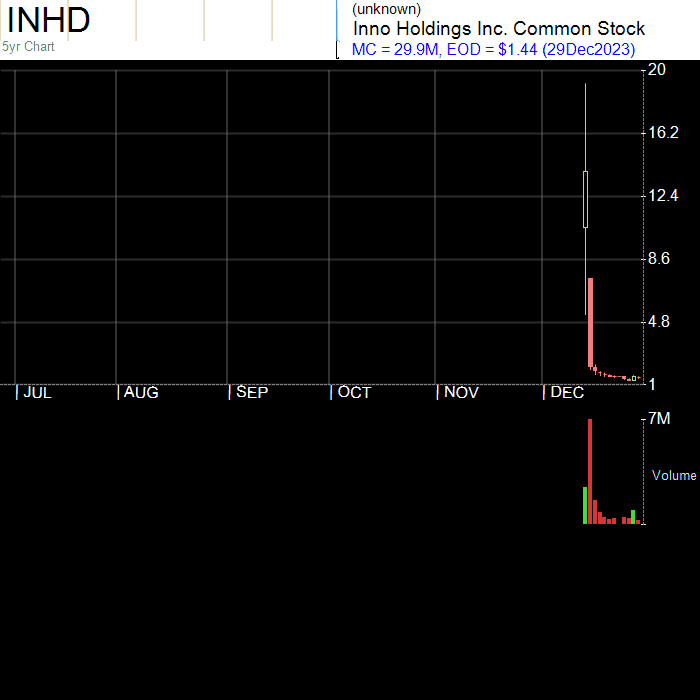 INHD
5yr Chart
(unknown)
Inno Holdings Inc. Common Stock
MC = 29.9M, EOD = $1.44 (29Dec2023)
20
16.2
12.4
8.6
4.8
1
JUL AUG SEP OCT NOV DEC
7M
Volume